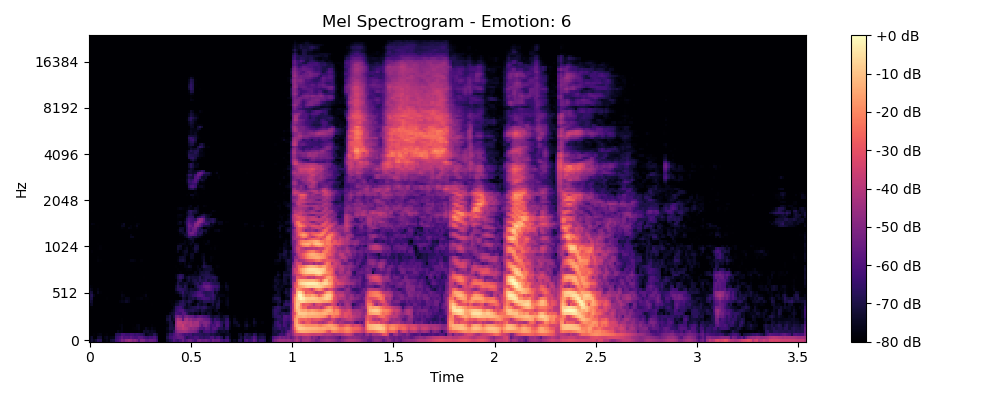 Mel Spectrogram - Emotion: 6
Hz
16384
8192
4096
2048
1024
512
0
0 0.5 1 1.5 2 2.5 3 3.5
Time
+0 dB
-10 dB
-20 dB
-30 dB
-40 dB
-50 dB
-60 dB
-70 dB
-80 dB